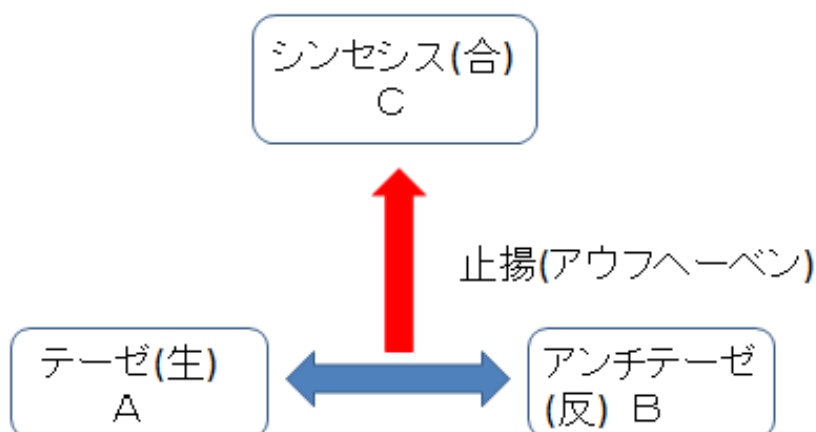 シンセシス(合)
C
止揚(アウフヘーベン)
テーゼ(生)
A
アンチテーゼ
(反) B